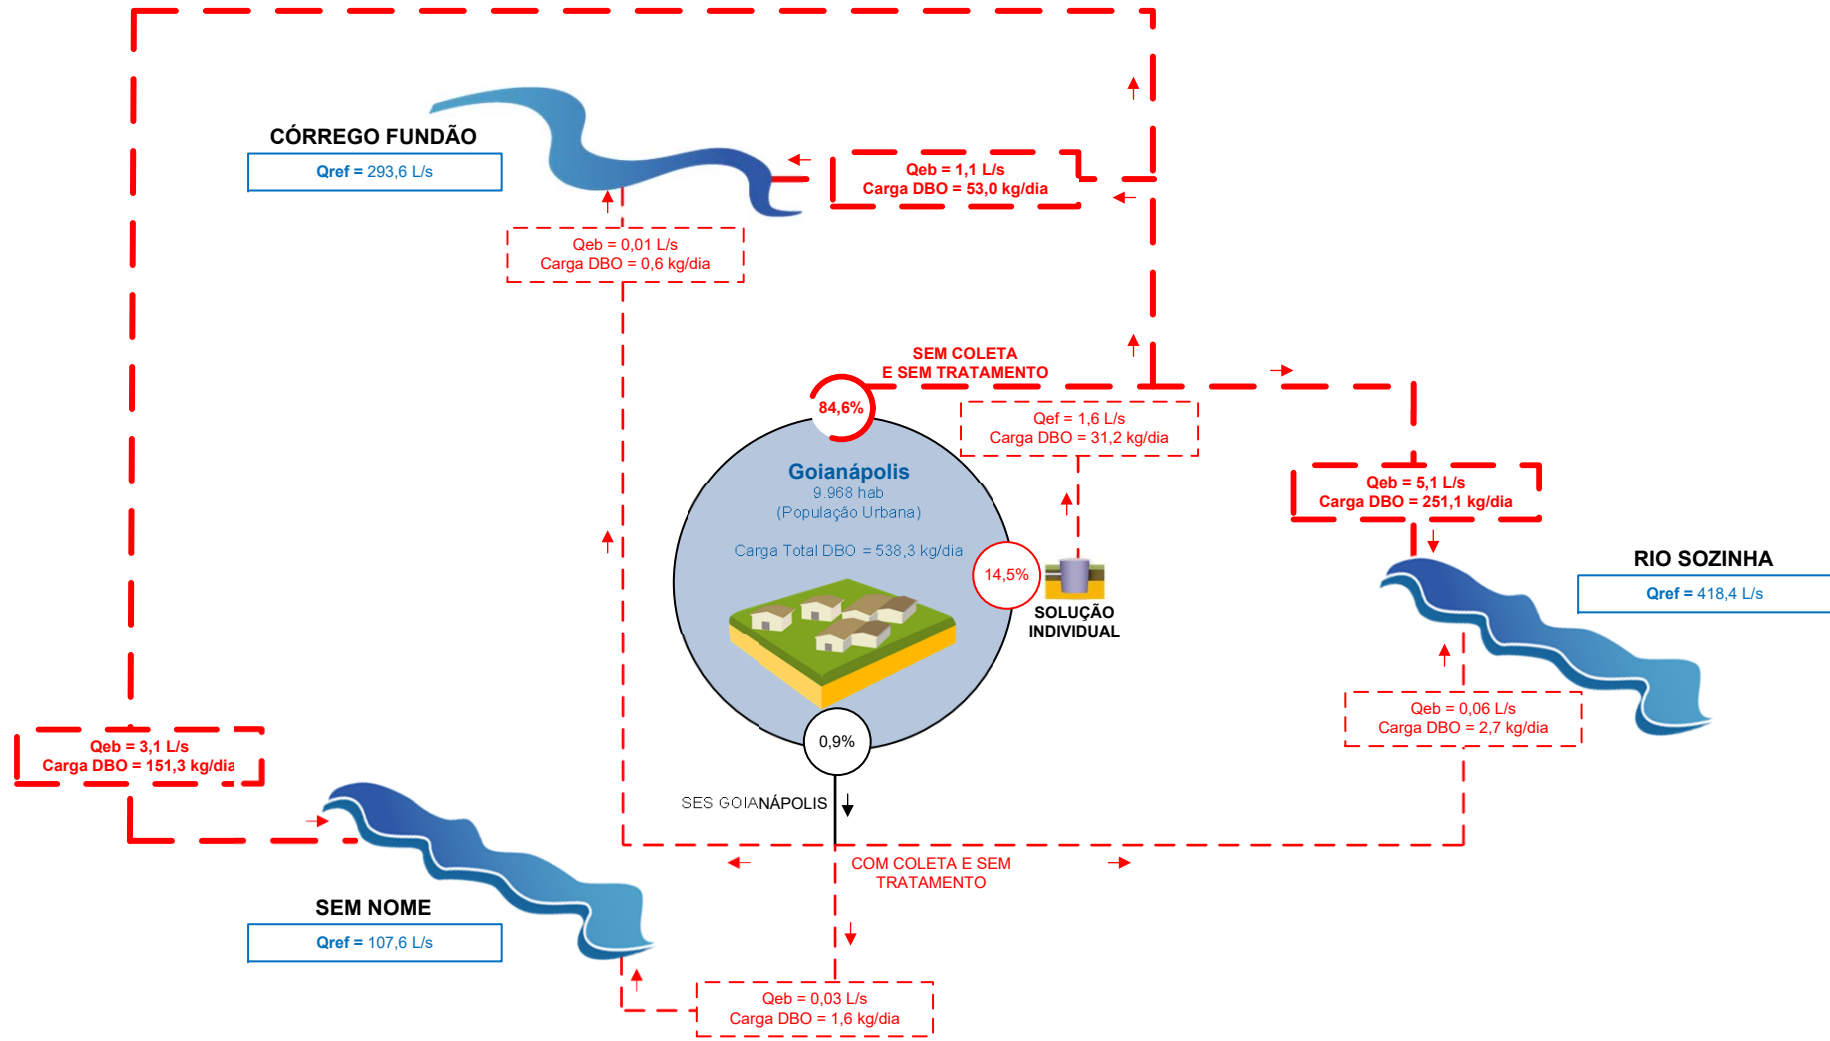 CÓRREGO FUNDÃO
Qref = 293,6 L/s
Qeb = 1,1 L/s
Carga DBO = 53,0 kg/dia
Qeb = 0,01 L/s
Carga DBO = 0,6 kg/dia
SEM COLETA
E SEM TRATAMENTO
84,6%
Qef = 1,6 L/s
Carga DBO = 31,2 kg/dia
Goianápolis
9.968 hab
(População Urbana)
Carga Total DBO = 538,3 kg/dia
14,5%
SOLUÇÃO
INDIVIDUAL
Qeb = 5,1 L/s
Carga DBO = 251,1 kg/dia
RIO SOZINHA
Qref = 418,4 L/s
Qeb = 0,06 L/s
Carga DBO = 2,7 kg/dia
0,9%
Qeb = 3,1 L/s
Carga DBO = 151,3 kg/dia
SES GOIANÁPOLIS
COM COLETA E SEM
TRATAMENTO
SEM NOME
Qref = 107,6 L/s
Qeb = 0,03 L/s
Carga DBO = 1,6 kg/dia